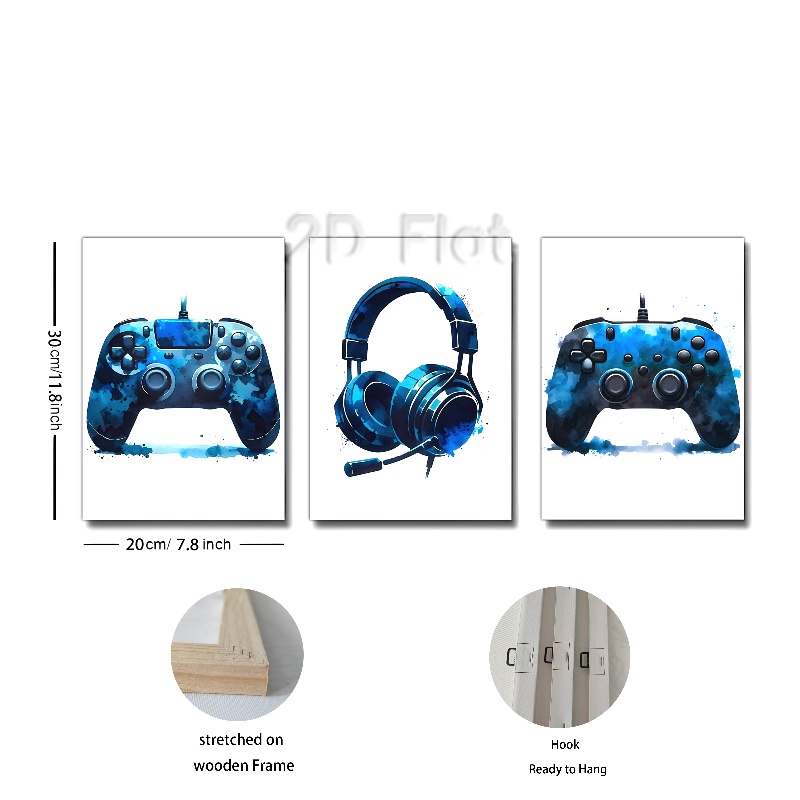 2D Flat
30cm/11.8inch
20cm/ 7.8 inch
stretched on
wooden Frame
Hook
Ready to Hang